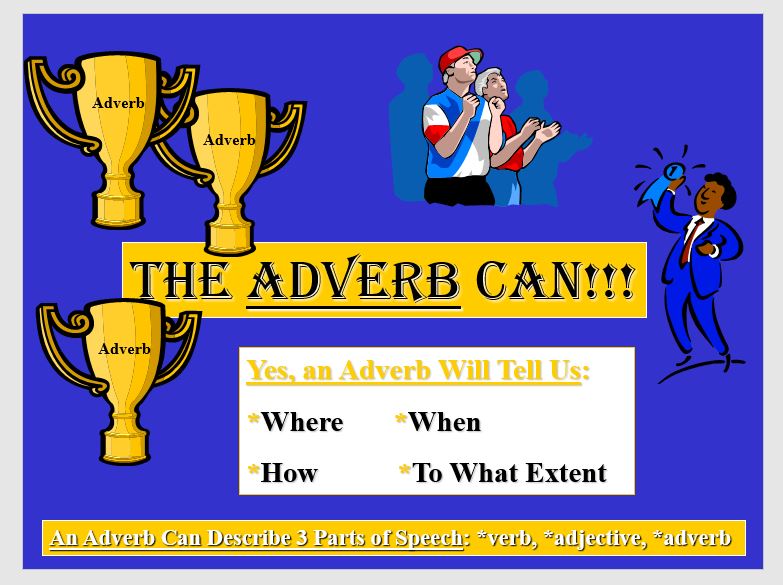 Adverb
Adverb
THE ADVERB CAN!!!
Adverb
Yes, an Adverb Will Tell Us:
*Where *When
*How *To What Extent
An Adverb Can Describe 3 Parts of Speech: *verb, *adjective, *adverb